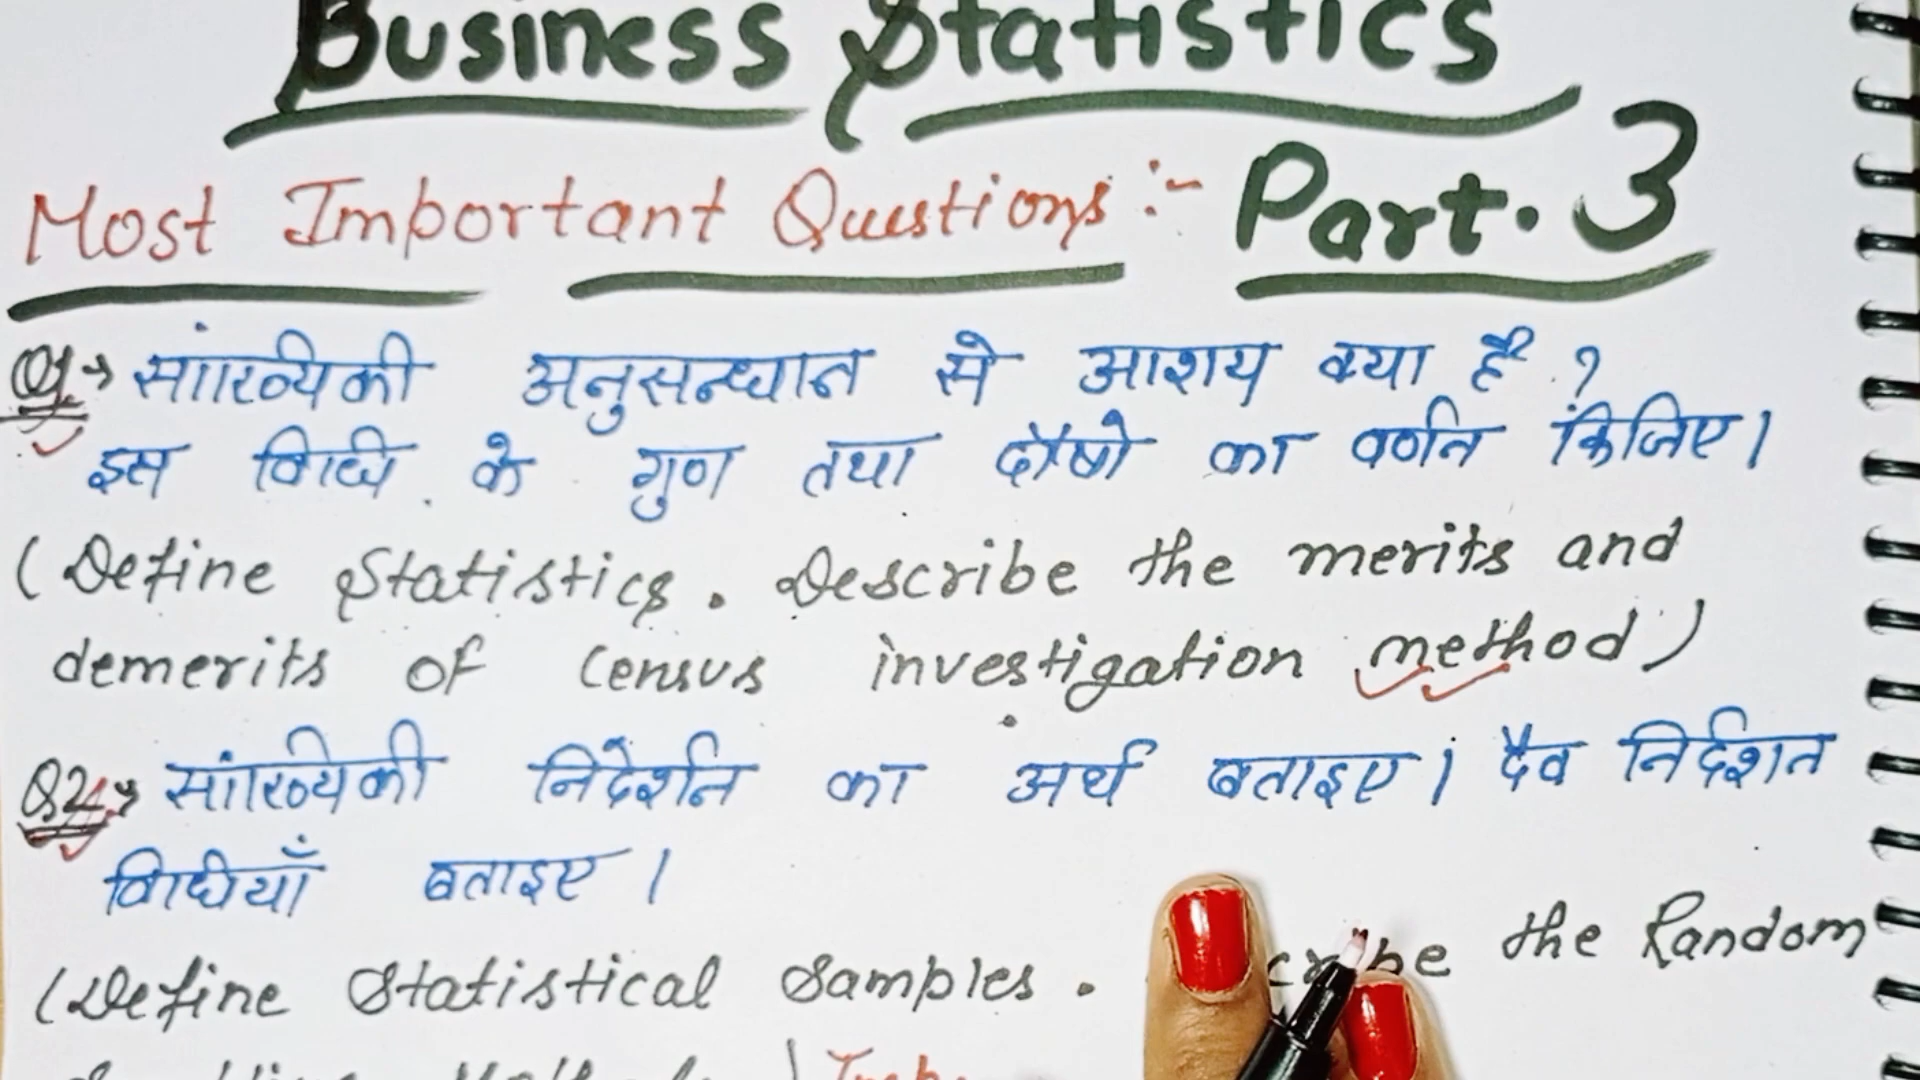 Business Statistics
Most Important Questions :- Part. 3
Q1→ सांख्यिकी अनुसन्धान से आशय क्या है ?
इस विधि के गुण तथा दोषों का वर्णन किजिए।
(Define Statistics. Describe the merits and
demerits of Census investigation method)
Q2→ सांख्यिकी निर्देशन का अर्थ बताइए। दैव निर्देशन
विधियाँ बताइए।
(Define Statistical Samples. the Random